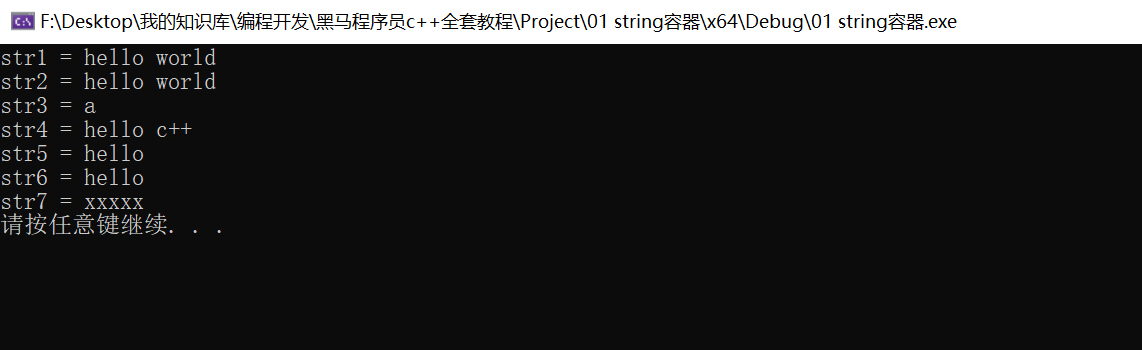 F:\Desktop\我的知识库\编程开发\黑马程序员c++全套教程\Project\01 string容器\x64\Debug\01 string容器.exe
str1 = hello world
str2 = hello world
str3 = a
str4 = hello c++
str5 = hello
str6 = hello
str7 = xxxxx
请按任意键继续. . .